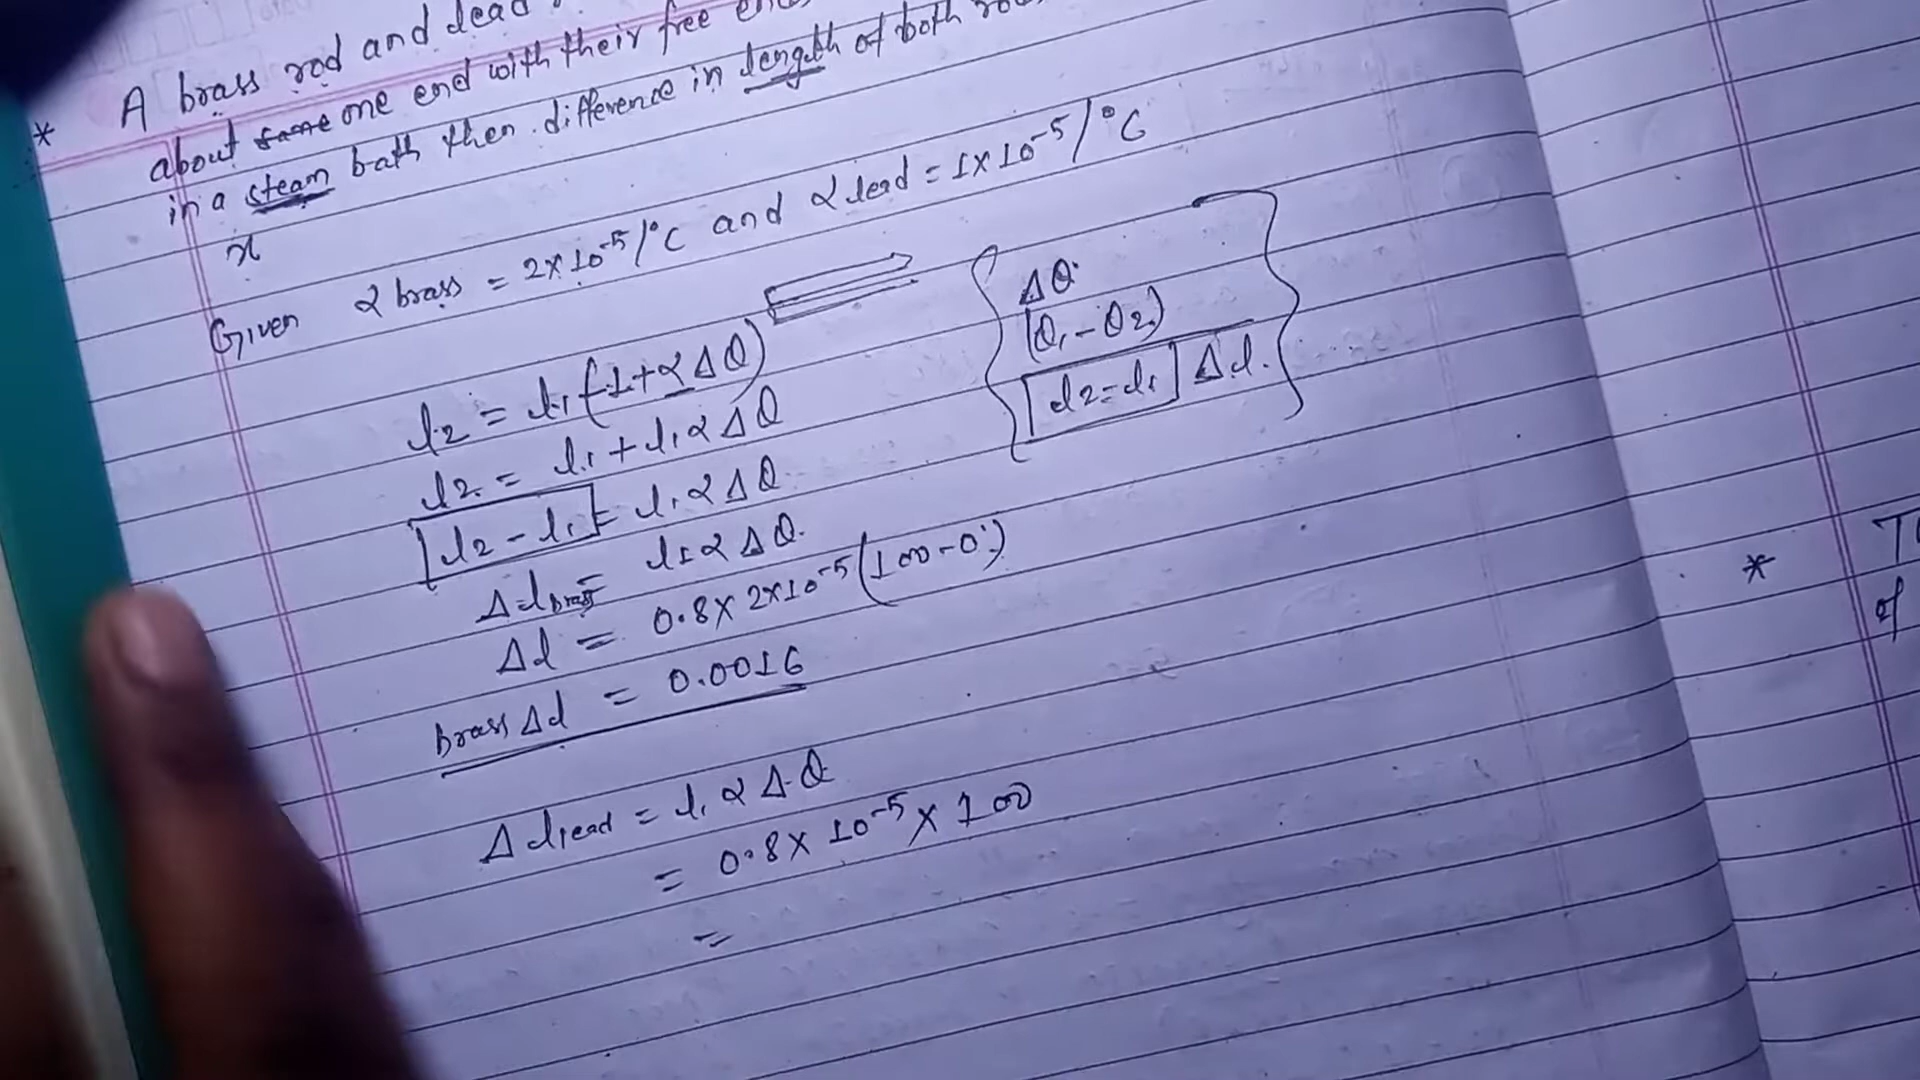 * A brass rod and lead
about same one end with their free
in a steam bath then difference in length of both
x
Given α brass = 2×10⁻⁵/°C and α lead = 1×10⁻⁵/°C
l2 = l1(1+αΔθ)
l2 = l1+l1αΔθ
l2 - l1 = l1αΔθ
Δl brass = l1αΔθ
Δl = 0.8×2×10⁻⁵(100-0)
brass Δl = 0.0016
Δl lead = l1αΔθ
= 0.8×10⁻⁵×100
=
Δθ
(θ1-θ2)
l2-l1 Δl
*
of